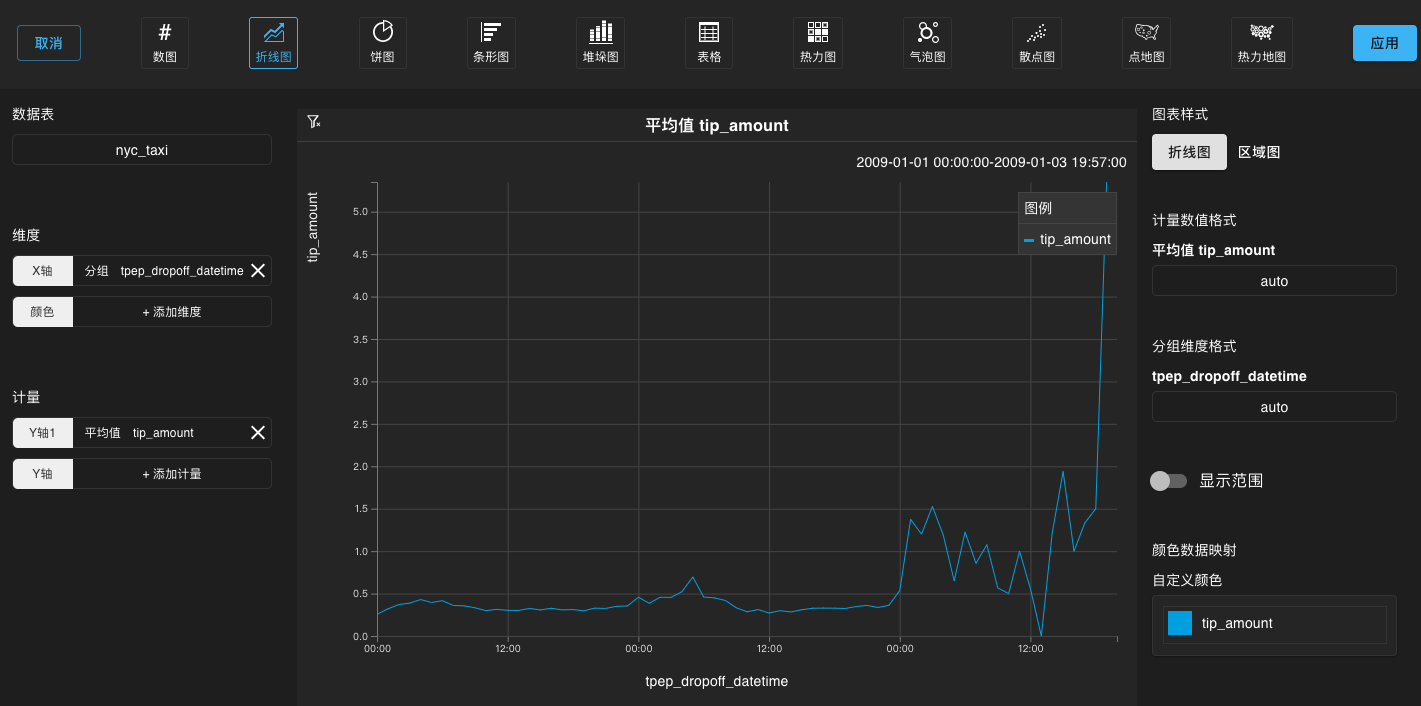 取消
#
数图
折线图
饼图
条形图
堆垛图
表格
热力图
气泡图
散点图
点地图
热力地图
应用
数据表
nyc_taxi
维度
X轴 分组 tpep_dropoff_datetime
颜色 + 添加维度
计量
Y轴1 平均值 tip_amount
Y轴 + 添加计量
平均值 tip_amount
2009-01-01 00:00:00-2009-01-03 19:57:00
tip_amount
5.0
4.5
4.0
3.5
3.0
2.5
2.0
1.5
1.0
0.5
0.0
00:00 12:00 00:00 12:00 00:00 12:00
tpep_dropoff_datetime
图例
tip_amount
图表样式
折线图 区域图
计量数值格式
平均值 tip_amount
auto
分组维度格式
tpep_dropoff_datetime
auto
显示范围
颜色数据映射
自定义颜色
tip_amount